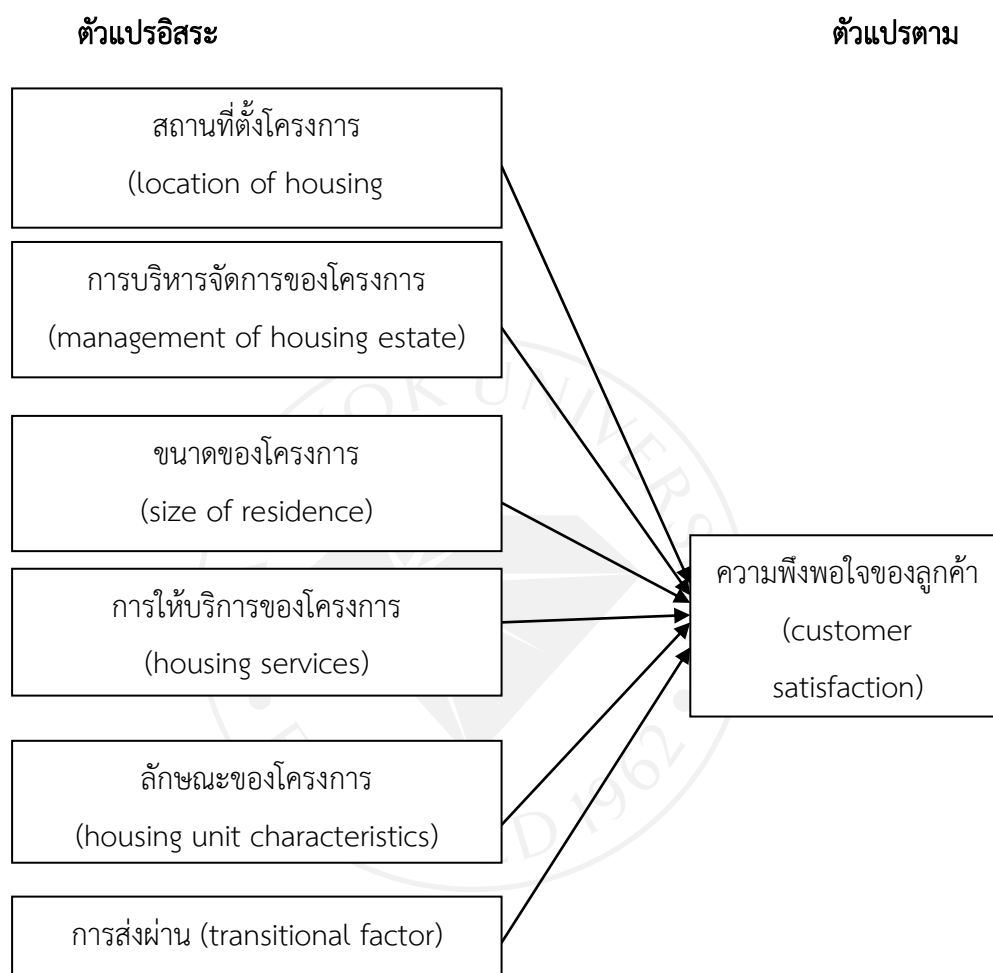 ตัวแปรอิสระ
ตัวแปรตาม
สถานที่ตั้งโครงการ
(location of housing
การบริหารจัดการของโครงการ
(management of housing estate)
ขนาดของโครงการ
(size of residence)
การให้บริการของโครงการ
(housing services)
ลักษณะของโครงการ
(housing unit characteristics)
การส่งผ่าน (transitional factor)
ความพึงพอใจของลูกค้า
(customer
satisfaction)
UNIVERS
1962